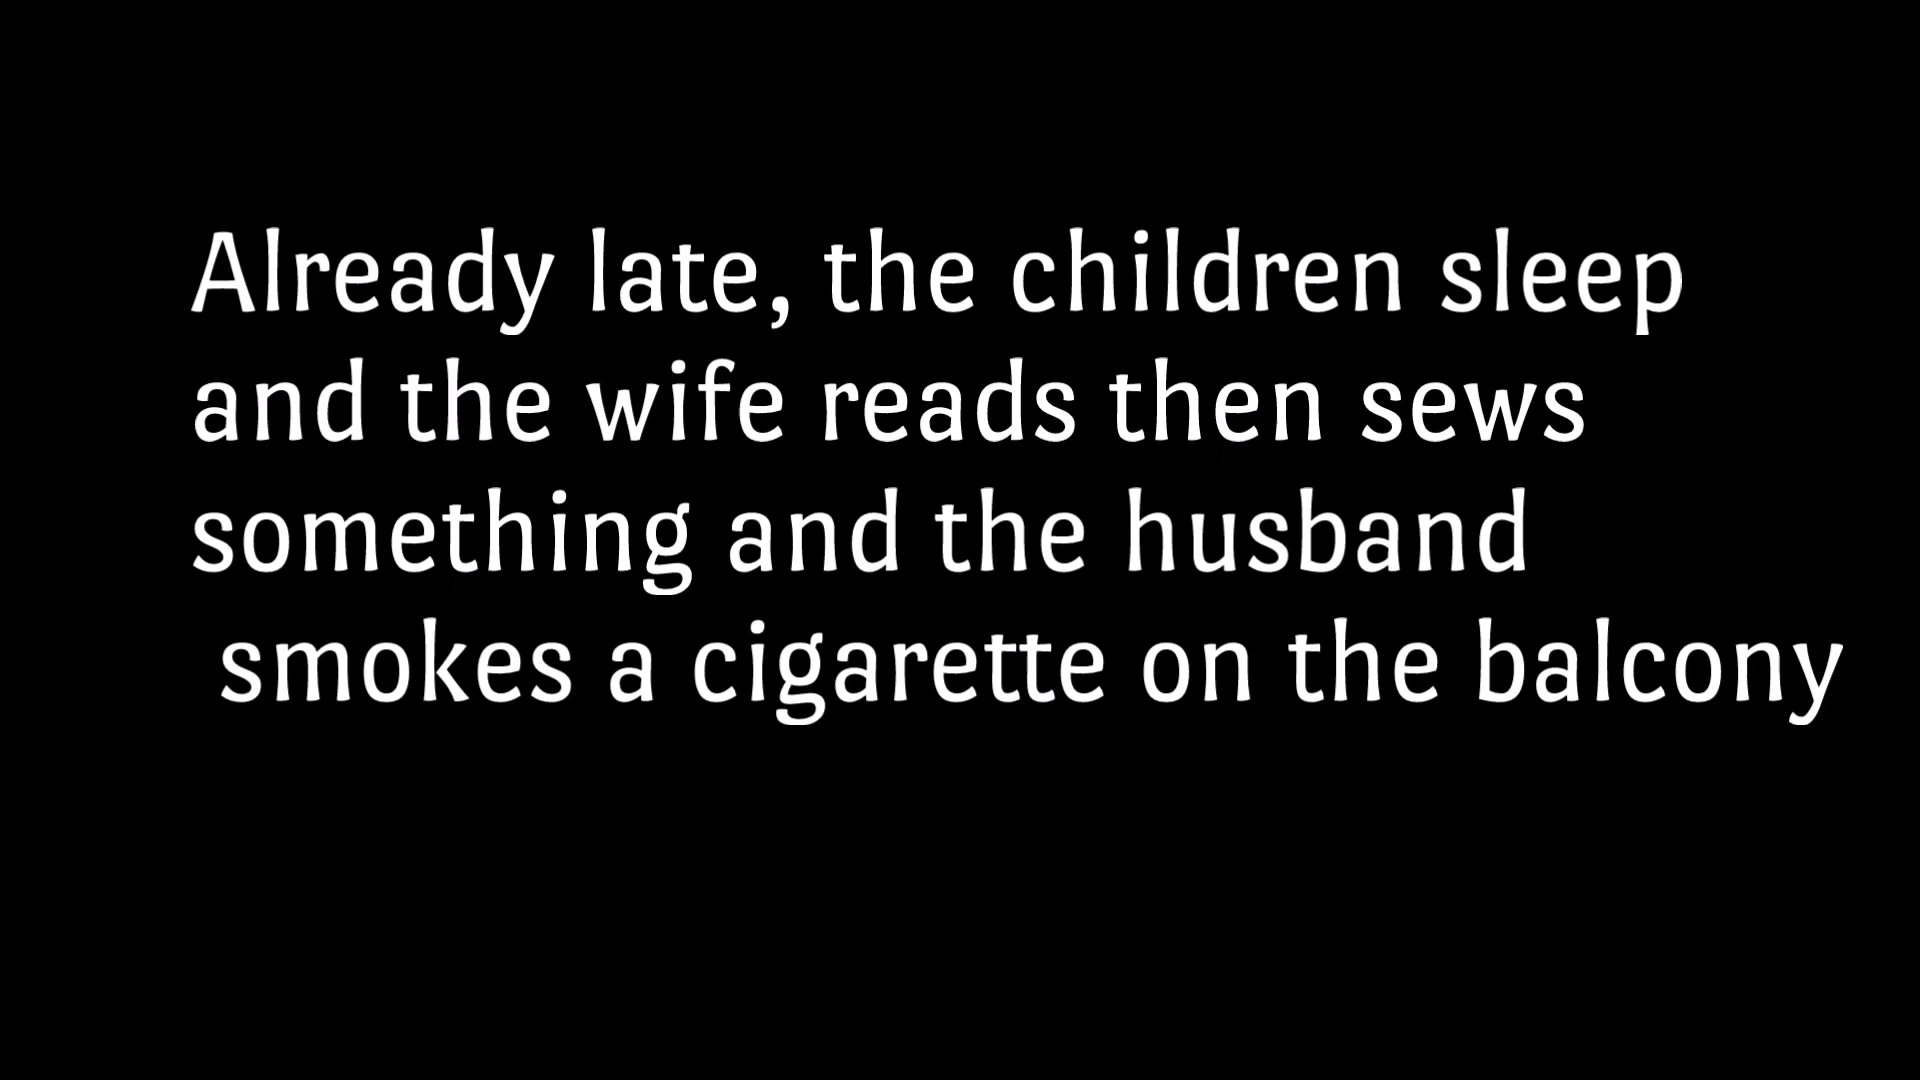 Already late, the children sleep
and the wife reads then sews
something and the husband
smokes a cigarette on the balcony